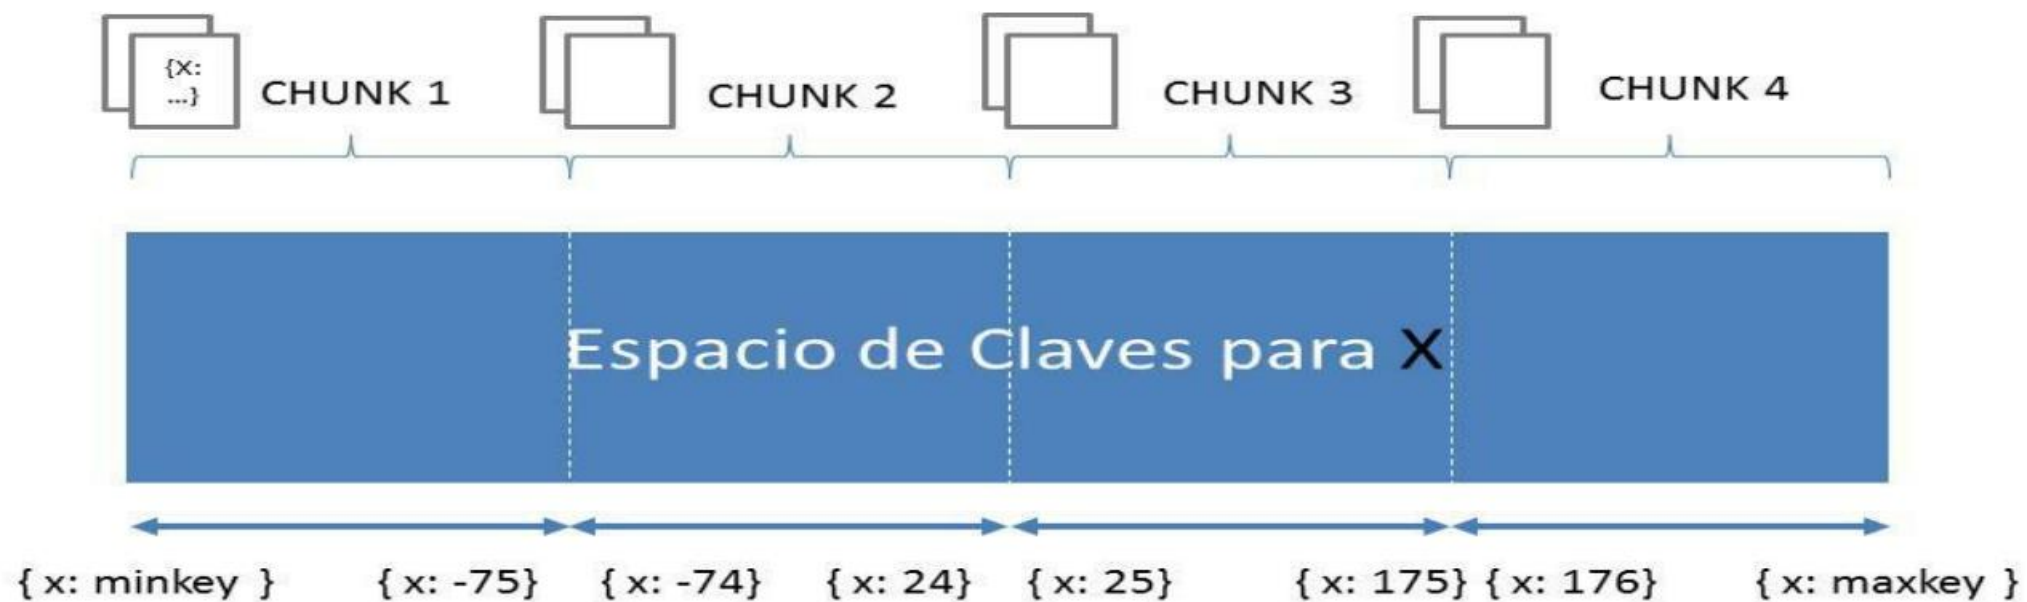 {X:
...}
CHUNK 1
CHUNK 2
CHUNK 3
CHUNK 4
Espacio de Claves para X
{ x: minkey } { x: -75} { x: -74} { x: 24} { x: 25} { x: 175} { x: 176} { x: maxkey }